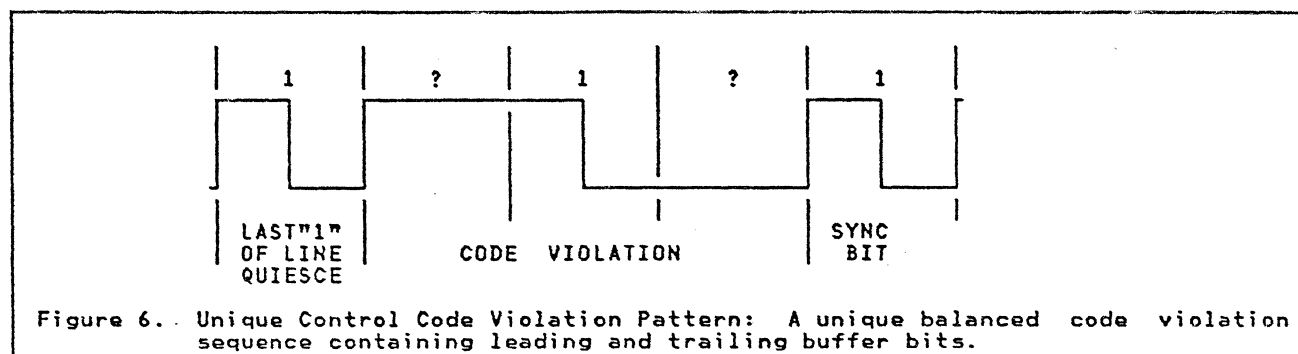 1 ? 1 ? 1
LAST"1" OF LINE QUIESCE
CODE VIOLATION
SYNC BIT
Figure 6. Unique Control Code Violation Pattern: A unique balanced code violation
sequence containing leading and trailing buffer bits.